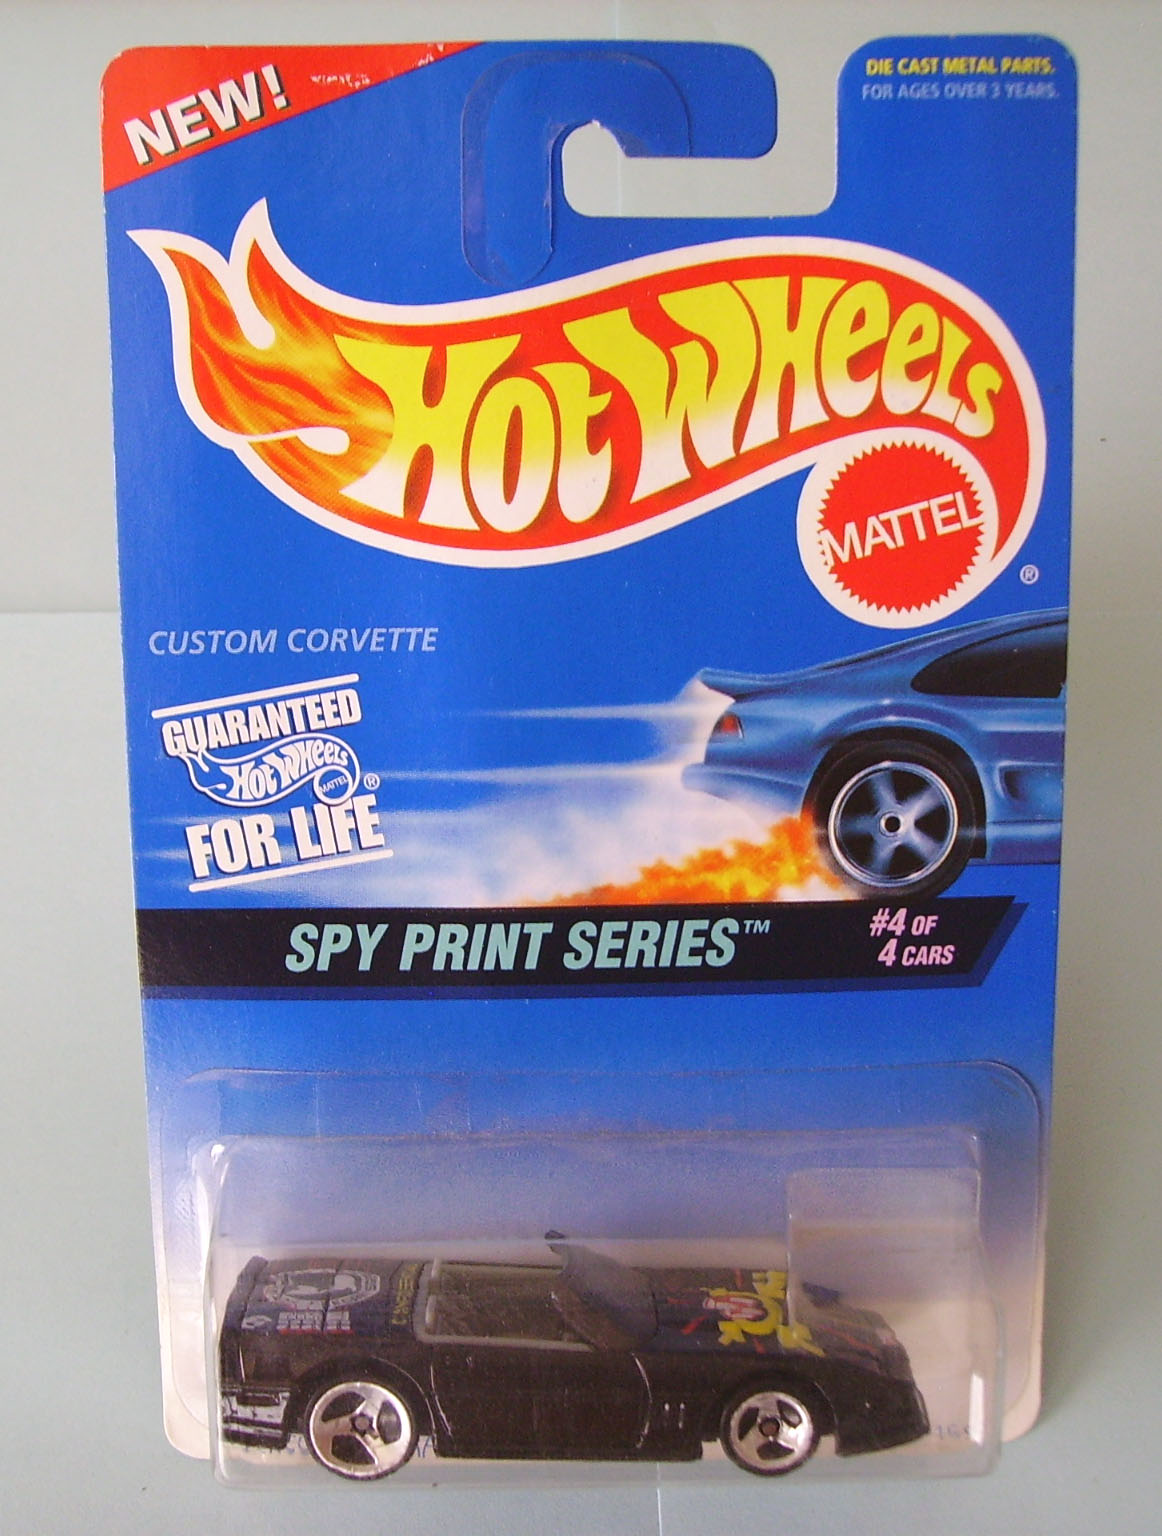 NEW!
DIE CAST METAL PARTS.
FOR AGES OVER 3 YEARS.
HOT WHEELS
MATTEL
®
CUSTOM CORVETTE
GUARANTEED
HOT WHEELS
MATTEL
®
FOR LIFE
SPY PRINT SERIES™
#4 OF
4 CARS